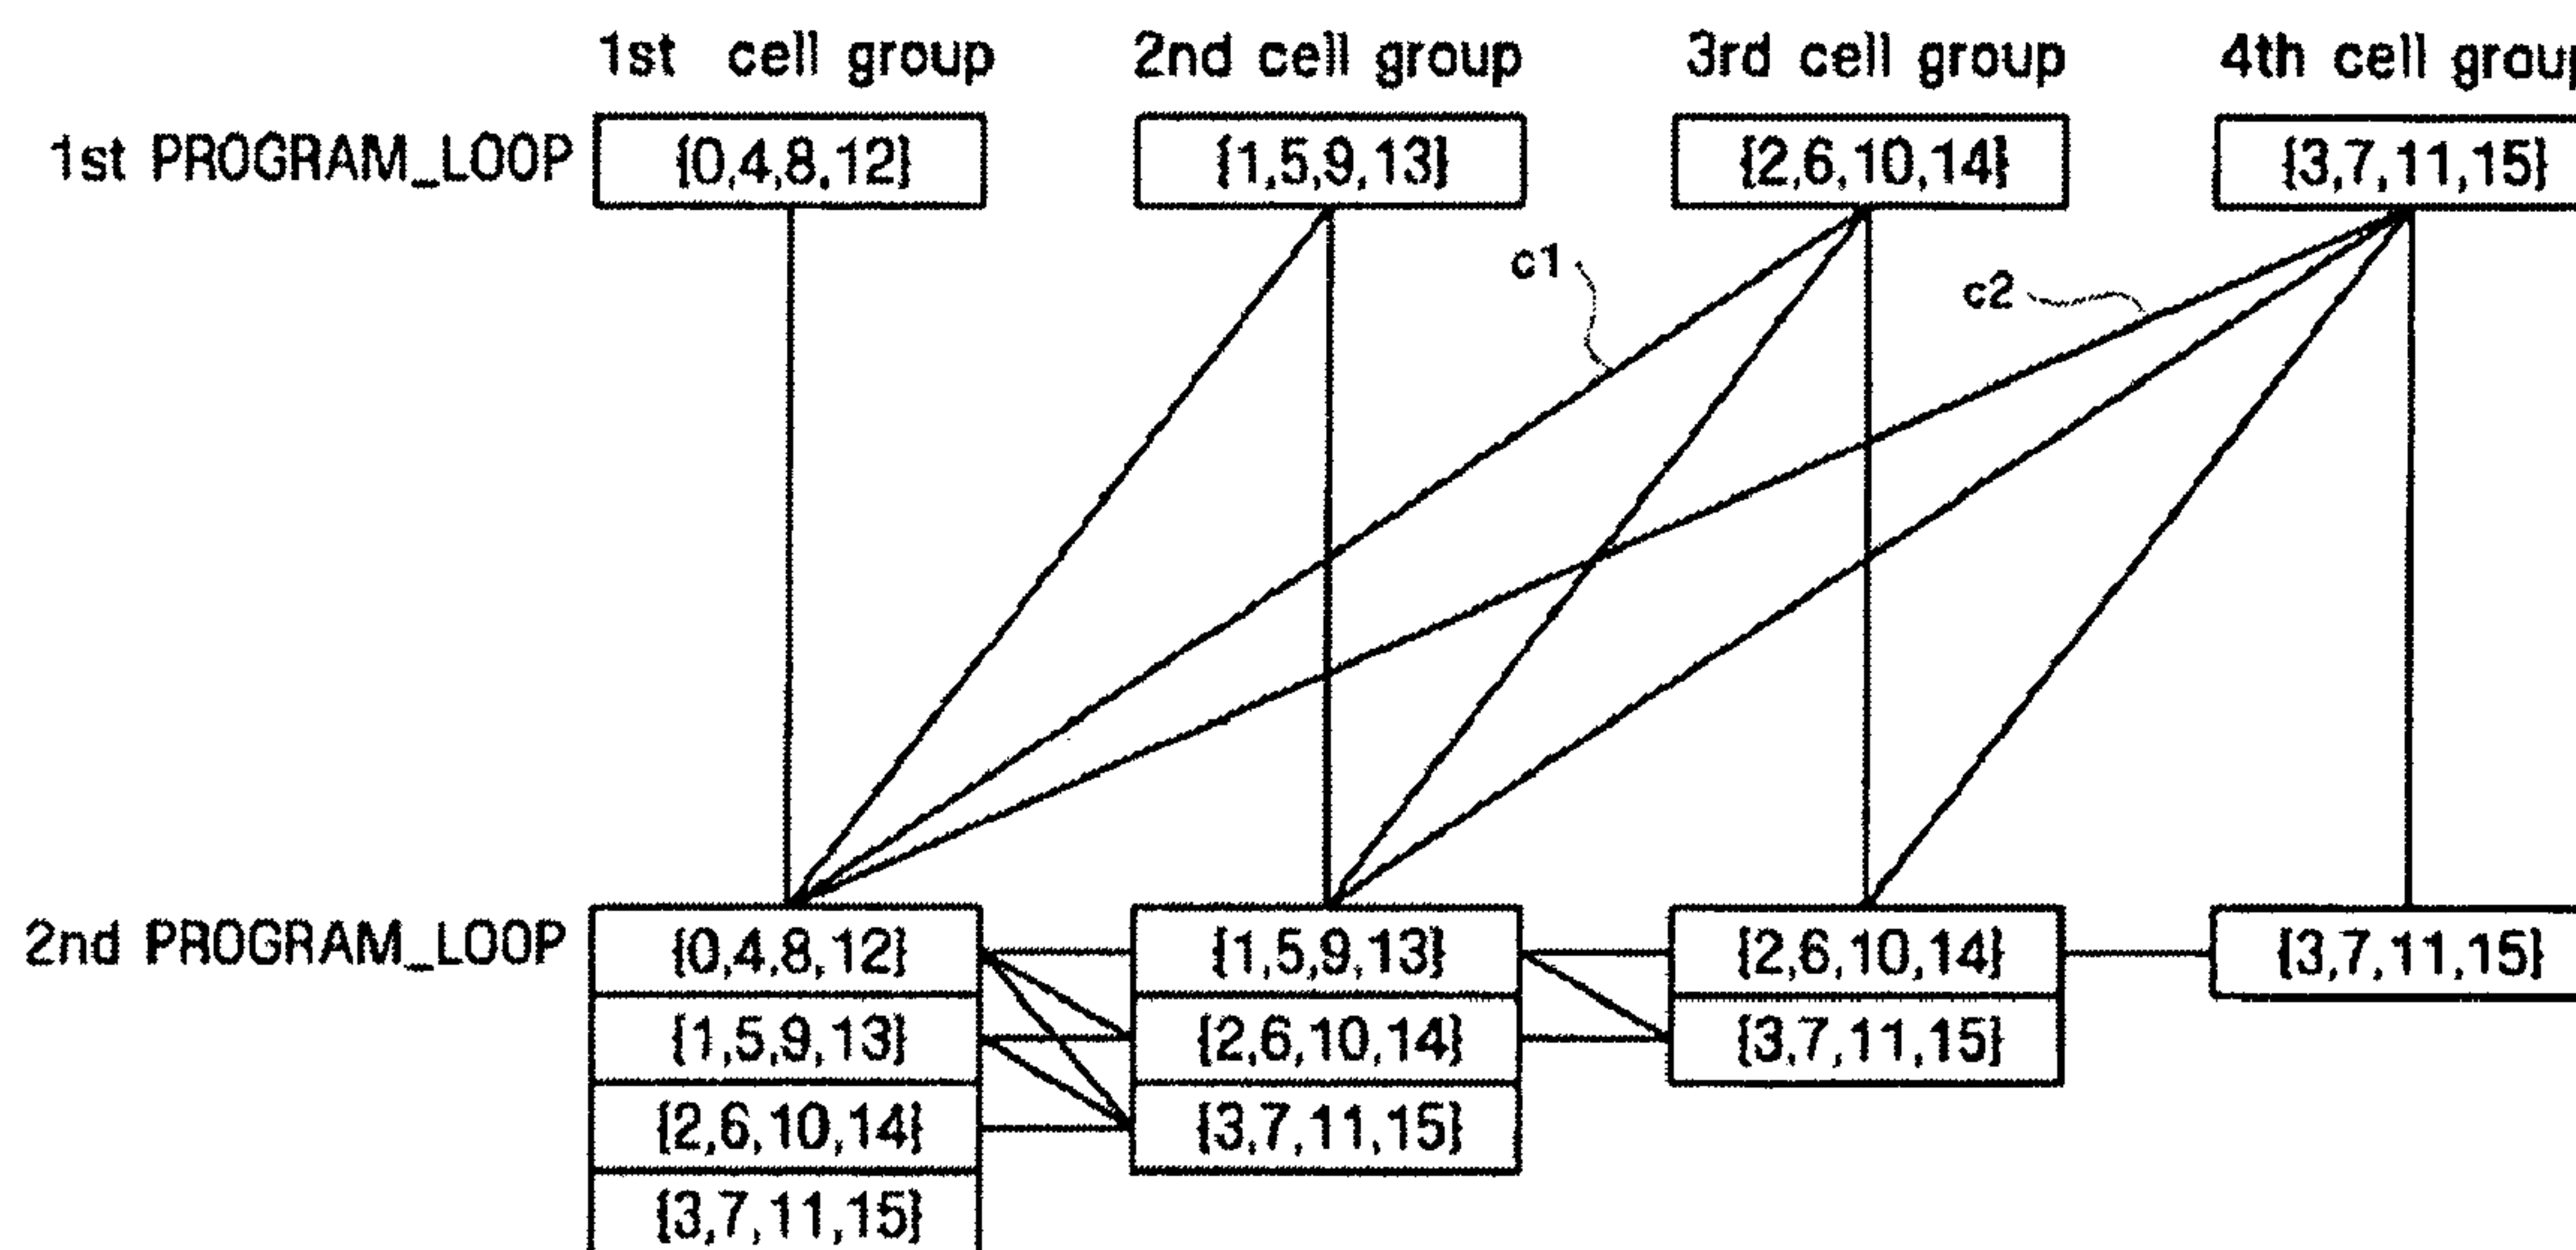 1st cell group 2nd cell group 3rd cell group 4th cell
1st PROGRAM_LOOP {0,4,8,12} {1,5,9,13} {2,6,10,14} {3,7,11,15}
c1
c2
2nd PROGRAM_LOOP {0,4,8,12} {1,5,9,13} {2,6,10,14} {3,7,11,15}
{1,5,9,13} {2,6,10,14} {3,7,11,15}
{2,6,10,14} {3,7,11,15}
{3,7,11,15}